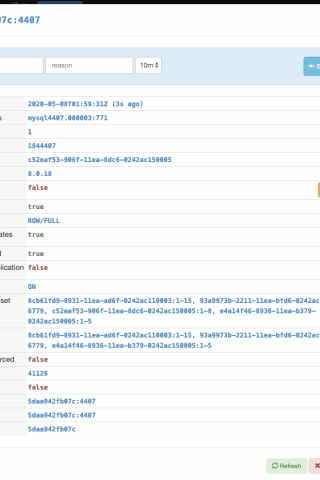 07c:4407
reason 10m
2020-05-08T01:59:31Z (3s ago)
mysql4407.000003:771
1
1844407
c52eaf53-906f-11ea-8dc6-0242ac150005
8.0.18
false
true
ROW/FULL
ates true
true
lication false
ON
set 8cb61fd9-8931-11ea-ad6f-0242ac110003:1-15, 93a9973b-2211-11ea-bfd6-0242ac
6779, c52eaf53-906f-11ea-8dc6-0242ac150005:1-8, e4a14f46-8936-11ea-b379-
0242ac150001:1-5
8cb61fd9-8931-11ea-ad6f-0242ac110003:1-15, 93a9973b-2211-11ea-bfd6-0242ac
6779, e4a14f46-8936-11ea-b379-0242ac150001:1-5
rced false
41126
false
5daa942fb07c:4407
5daa942fb07c:4407
5daa942fb07c
Refresh